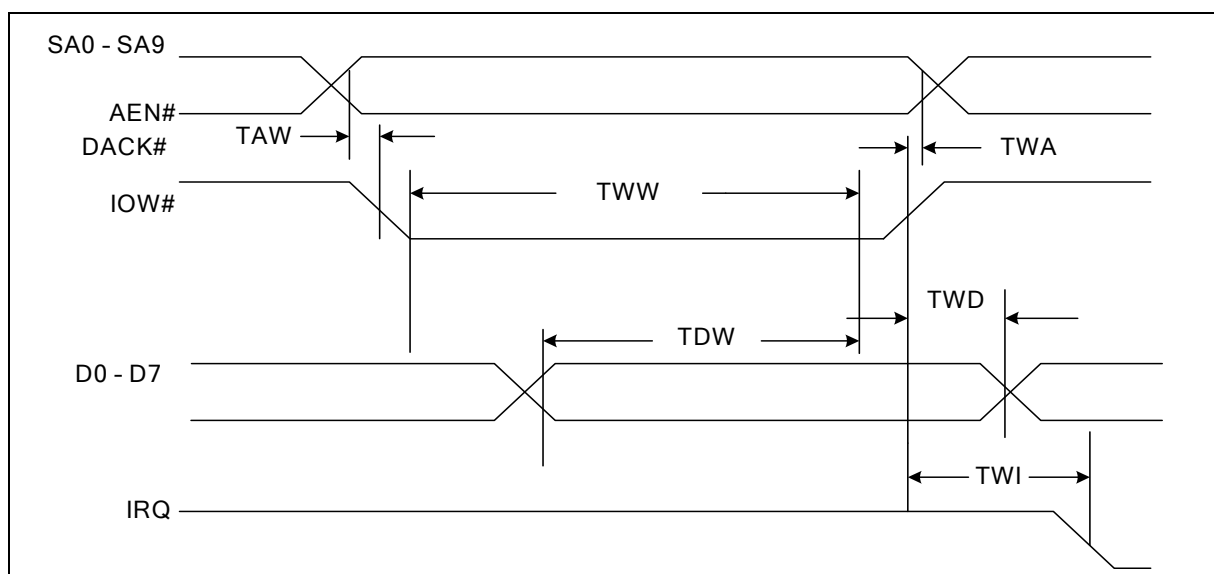 SA0 - SA9
AEN#
TAW
DACK#
TWA
IOW#
TWW
TWD
TDW
D0 - D7
TWI
IRQ